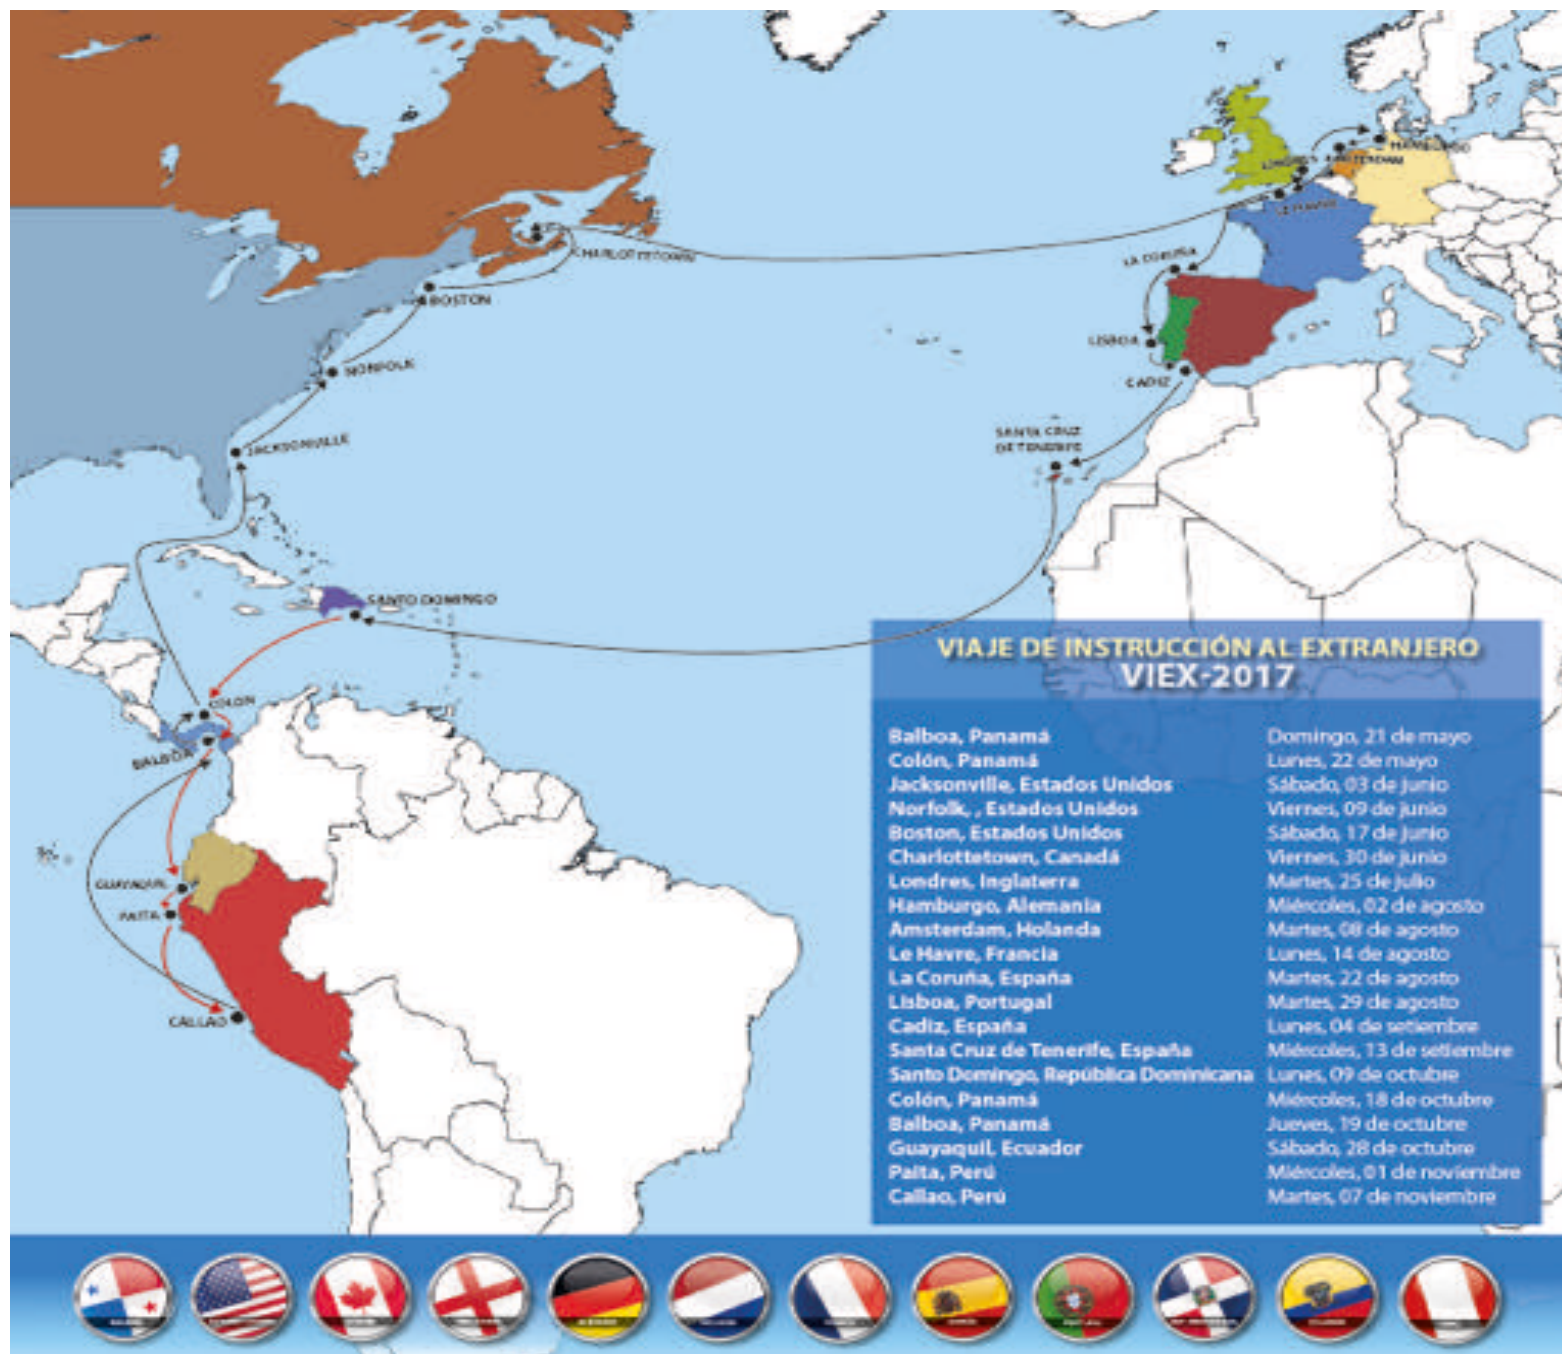 HAMBURGO
LONDRES
AMSTERDAM
LE HAVRE
CHARLOTTETOWN
LA CORUÑA
BOSTON
LISBOA
NORFOLK
CADIZ
JACKSONVILLE
SANTA CRUZ
DE TENERIFE
SANTO DOMINGO
COLON
BALBOA
GUAYAQUIL
PAITA
CALLAO
VIAJE DE INSTRUCCIÓN AL EXTRANJERO
VIEX-2017
Balboa, Panamá Domingo, 21 de mayo
Colón, Panamá Lunes, 22 de mayo
Jacksonville, Estados Unidos Sábado, 03 de junio
Norfolk, , Estados Unidos Viernes, 09 de junio
Boston, Estados Unidos Sábado, 17 de junio
Charlottetown, Canadá Viernes, 30 de junio
Londres, Inglaterra Martes, 25 de julio
Hamburgo, Alemania Miércoles, 02 de agosto
Amsterdam, Holanda Martes, 08 de agosto
Le Havre, Francia Lunes, 14 de agosto
La Coruña, España Martes, 22 de agosto
Lisboa, Portugal Martes, 29 de agosto
Cadiz, España Lunes, 04 de setiembre
Santa Cruz de Tenerife, España Miércoles, 13 de setiembre
Santo Domingo, República Dominicana Lunes, 09 de octubre
Colón, Panamá Miércoles, 18 de octubre
Balboa, Panamá Jueves, 19 de octubre
Guayaquil, Ecuador Sábado, 28 de octubre
Paita, Perú Miércoles, 01 de noviembre
Callao, Perú Martes, 07 de noviembre